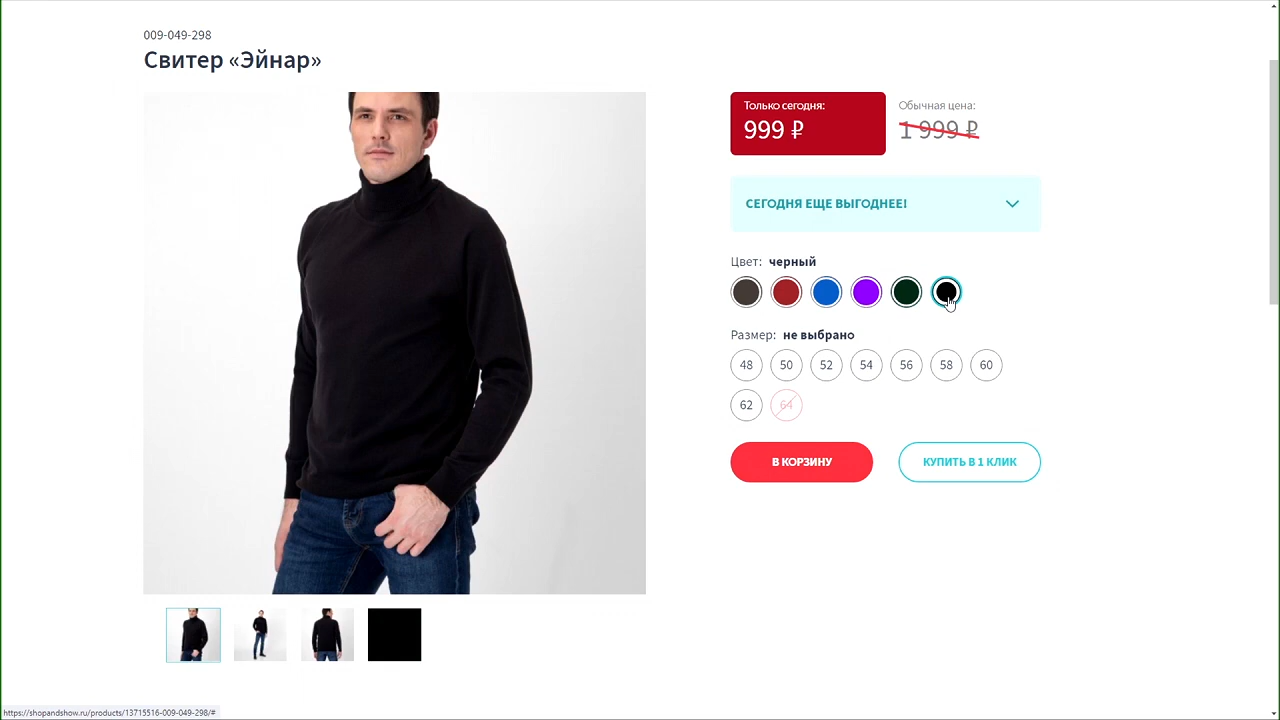 009-049-298
Свитер «Эйнар»
Только сегодня:
999 ₽
Обычная цена:
1 999 ₽
СЕГОДНЯ ЕЩЕ ВЫГОДНЕЕ!
Цвет: черный
Размер: не выбрано
48 50 52 54 56 58 60
62 64
В КОРЗИНУ
КУПИТЬ В 1 КЛИК
https://shopandshow.ru/products/13715516-009-049-298/#